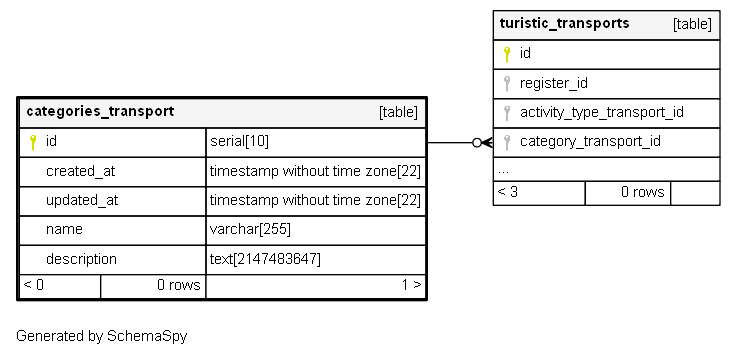 turistic_transports [table]
id
register_id
activity_type_transport_id
category_transport_id
...
< 3 0 rows
categories_transport [table]
id serial[10]
created_at timestamp without time zone[22]
updated_at timestamp without time zone[22]
name varchar[255]
description text[2147483647]
< 0 0 rows 1 >
Generated by SchemaSpy